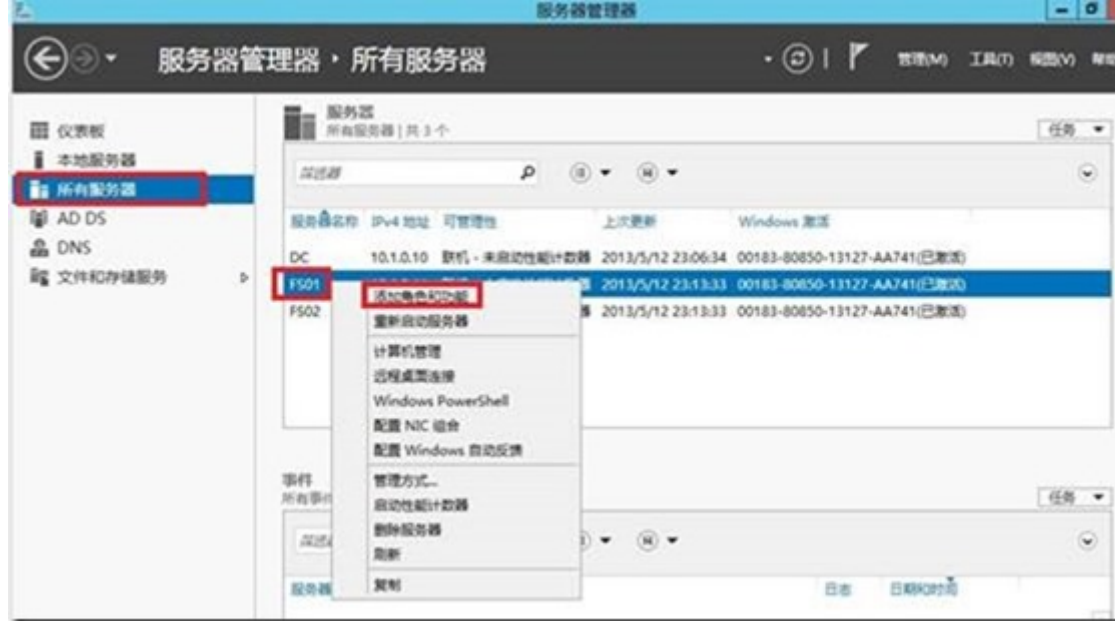 服务器管理器
服务器管理器 · 所有服务器
管理(M) 工具(T) 视图(V) 帮助
仪表板
本地服务器
所有服务器
AD DS
DNS
文件和存储服务
服务器
所有服务器 | 共 3 个
任务
筛选器
服务器名称 IPv4 地址 可管理性 上次更新 Windows 激活
DC 10.1.0.10 联机 - 未启动性能计数器 2013/5/12 23:06:34 00183-80850-13127-AA741(已激活)
FS01 器 2013/5/12 23:13:33 00183-80850-13127-AA741(已激活)
FS02 器 2013/5/12 23:13:33 00183-80850-13127-AA741(已激活)
添加角色和功能
重新启动服务器
计算机管理
远程桌面连接
Windows PowerShell
配置 NIC 组合
配置 Windows 自动反馈
管理方式...
启动性能计数器
删除服务器
刷新
复制
事件
所有事件
任务
筛选
服务器 日志 日期和时间